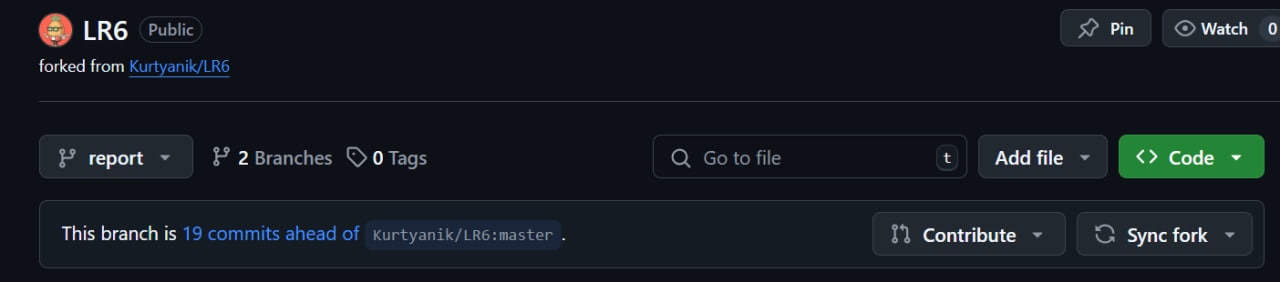 LR6 Public Pin Watch 0
forked from Kurtyanik/LR6
report 2 Branches 0 Tags Go to file t Add file Code
This branch is 19 commits ahead of Kurtyanik/LR6:master. Contribute Sync fork